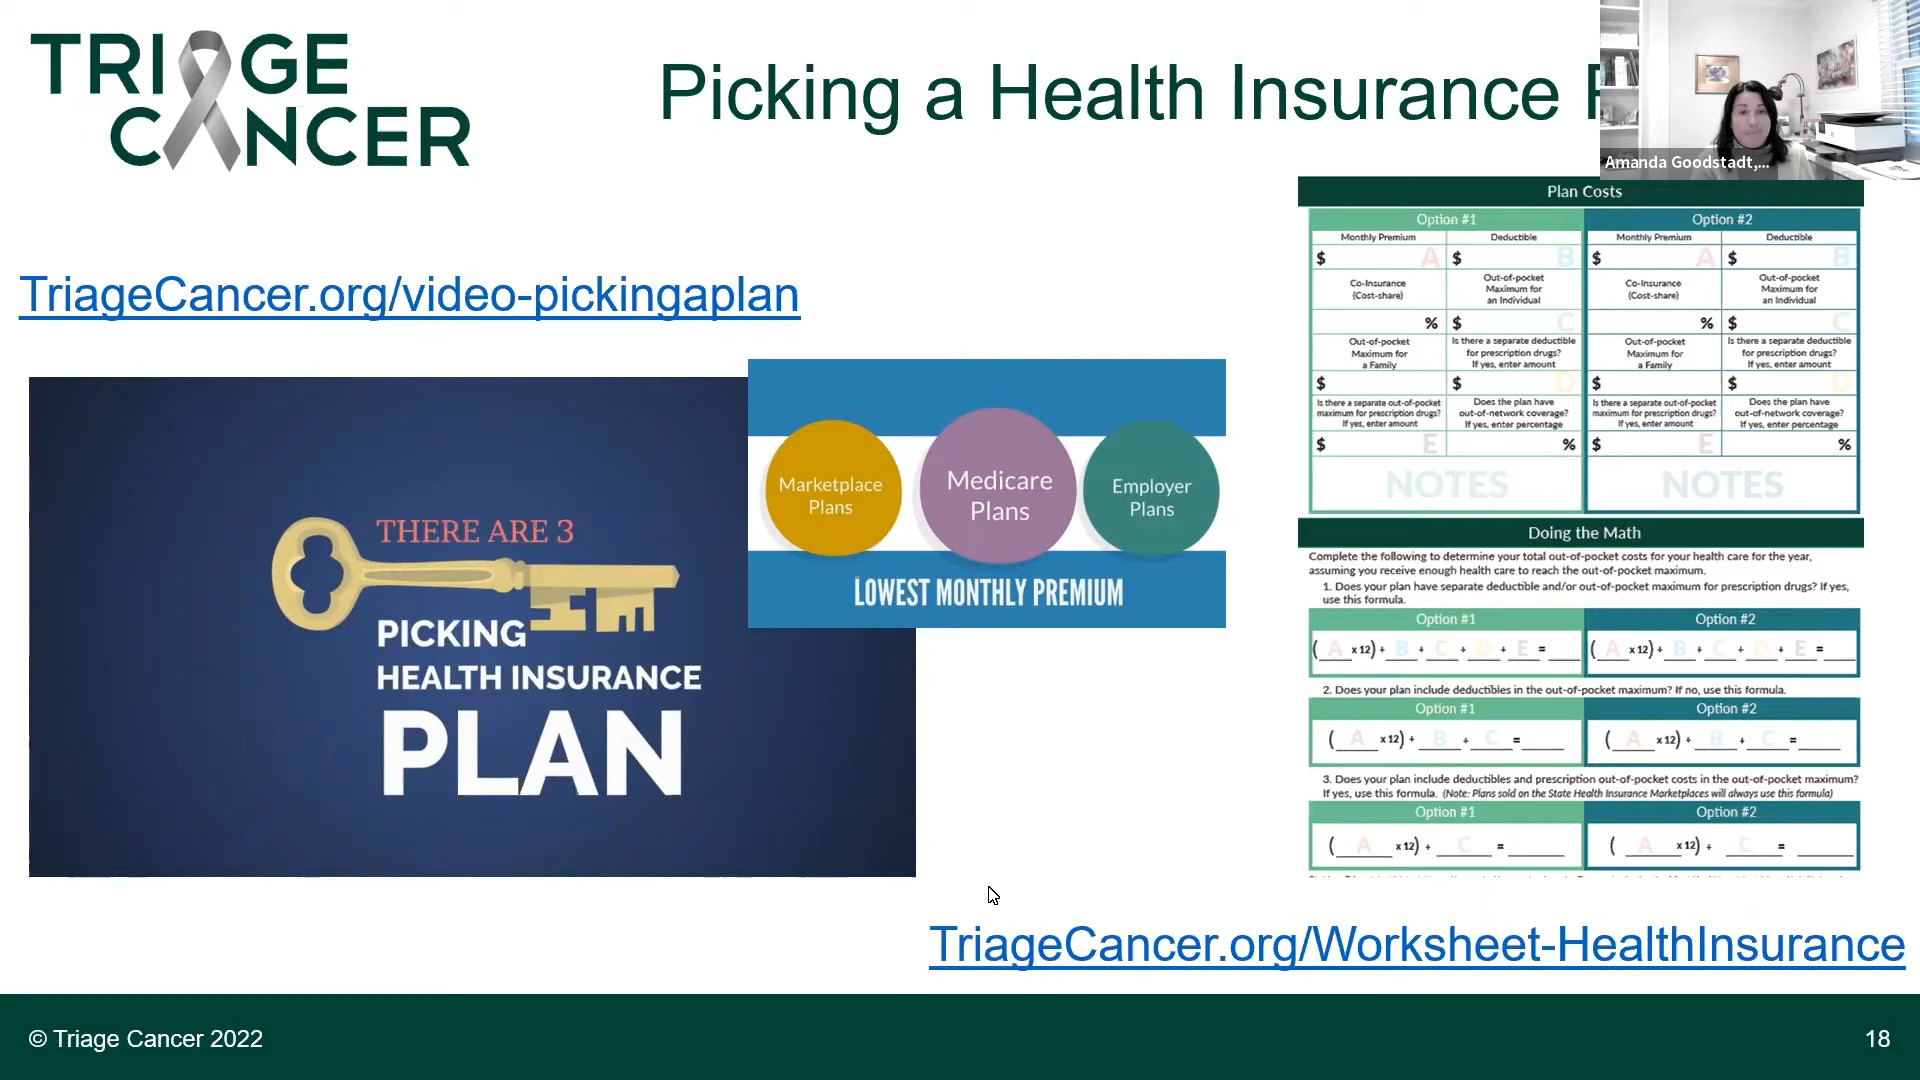 TRIAGE
CANCER
Picking a Health Insurance
Amanda Goodstadt,...
TriageCancer.org/video-pickingaplan
THERE ARE 3
PICKING
HEALTH INSURANCE
PLAN
Marketplace
Plans
Medicare
Plans
Employer
Plans
LOWEST MONTHLY PREMIUM
Plan Costs
Option #1 Option #2
Monthly Premium Deductible Monthly Premium Deductible
$ A $ B $ A $ B
Co-Insurance
(Cost-share)
Out-of-pocket
Maximum for
an Individual
Co-Insurance
(Cost-share)
Out-of-pocket
Maximum for
an Individual
% $ C % $ C
Out-of-pocket
Maximum for
a Family
Is there a separate deductible
for prescription drugs?
If yes, enter amount
Out-of-pocket
Maximum for
a Family
Is there a separate deductible
for prescription drugs?
If yes, enter amount
$ $ D $ $ D
Is there a separate out-of-pocket
maximum for prescription drugs?
If yes, enter amount
Does the plan have
out-of-network coverage?
If yes, enter percentage
Is there a separate out-of-pocket
maximum for prescription drugs?
If yes, enter amount
Does the plan have
out-of-network coverage?
If yes, enter percentage
$ E % $ E %
NOTES NOTES
Doing the Math
Complete the following to determine your total out-of-pocket costs for your health care for the year,
assuming you receive enough health care to reach the out-of-pocket maximum.
1. Does your plan have separate deductible and/or out-of-pocket maximum for prescription drugs? If yes,
use this formula.
Option #1 Option #2
( A x 12) + B + C + D + E = ( A x 12) + B + C + D + E =
2. Does your plan include deductibles in the out-of-pocket maximum? If no, use this formula.
Option #1 Option #2
( A x 12) + B + C = ( A x 12) + B + C =
3. Does your plan include deductibles and prescription out-of-pocket costs in the out-of-pocket maximum?
If yes, use this formula. (Note: Plans sold on the State Health Insurance Marketplaces will always use this formula)
Option #1 Option #2
( A x 12) + C = ( A x 12) + C =
TriageCancer.org/Worksheet-HealthInsurance
© Triage Cancer 2022
18